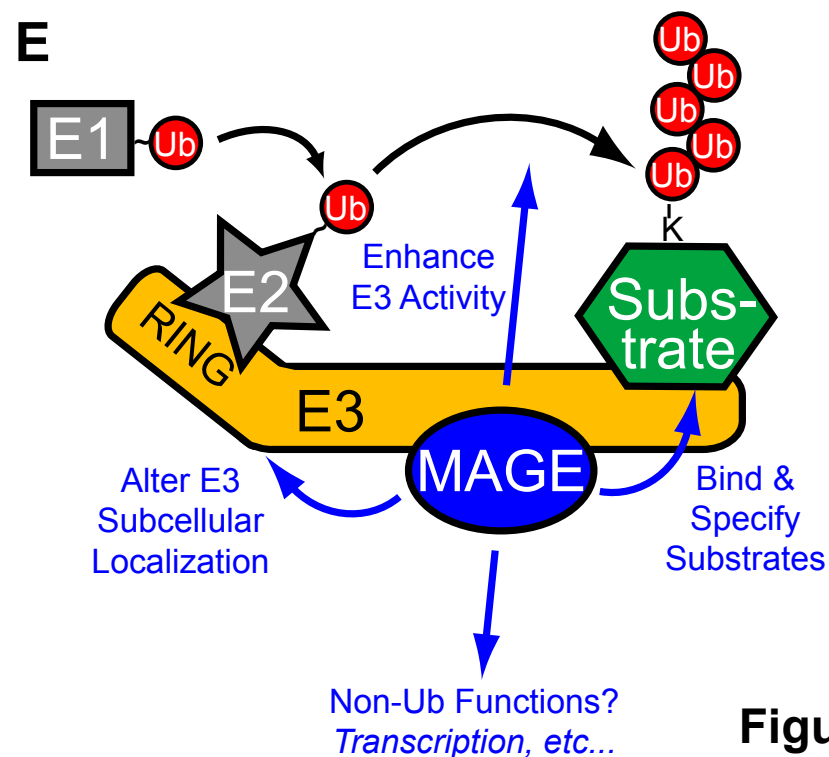 E
E1
Ub
Ub
Ub
Ub
Ub
Ub
Ub
K
Enhance
E3 Activity
E2
RING
E3
Subs-
trate
MAGE
Alter E3
Subcellular
Localization
Bind &
Specify
Substrates
Non-Ub Functions?
Transcription, etc...
Figu